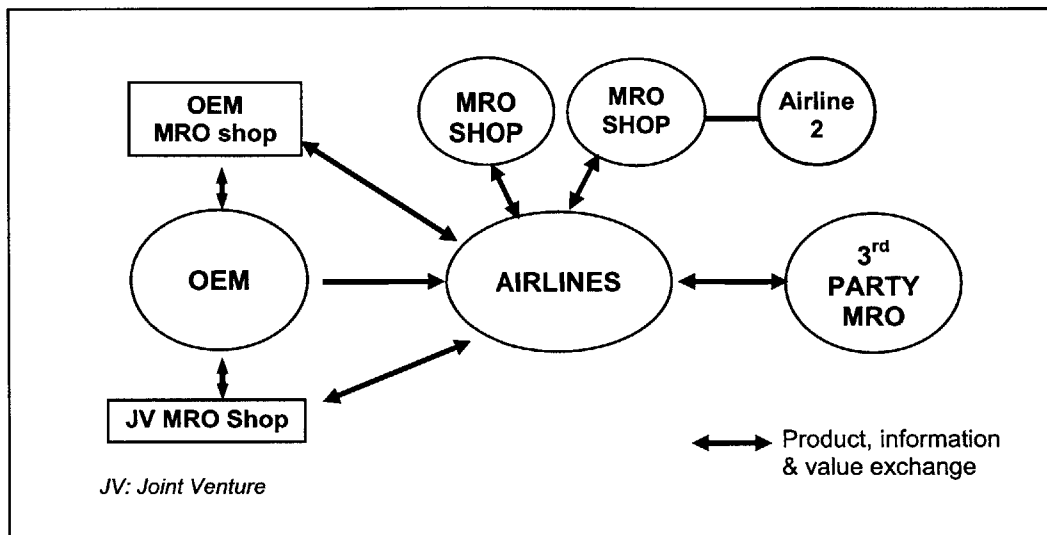 OEM
MRO shop
MRO
SHOP
MRO
SHOP
Airline
2
OEM
AIRLINES
3rd
PARTY
MRO
JV MRO Shop
Product, information
& value exchange
JV: Joint Venture